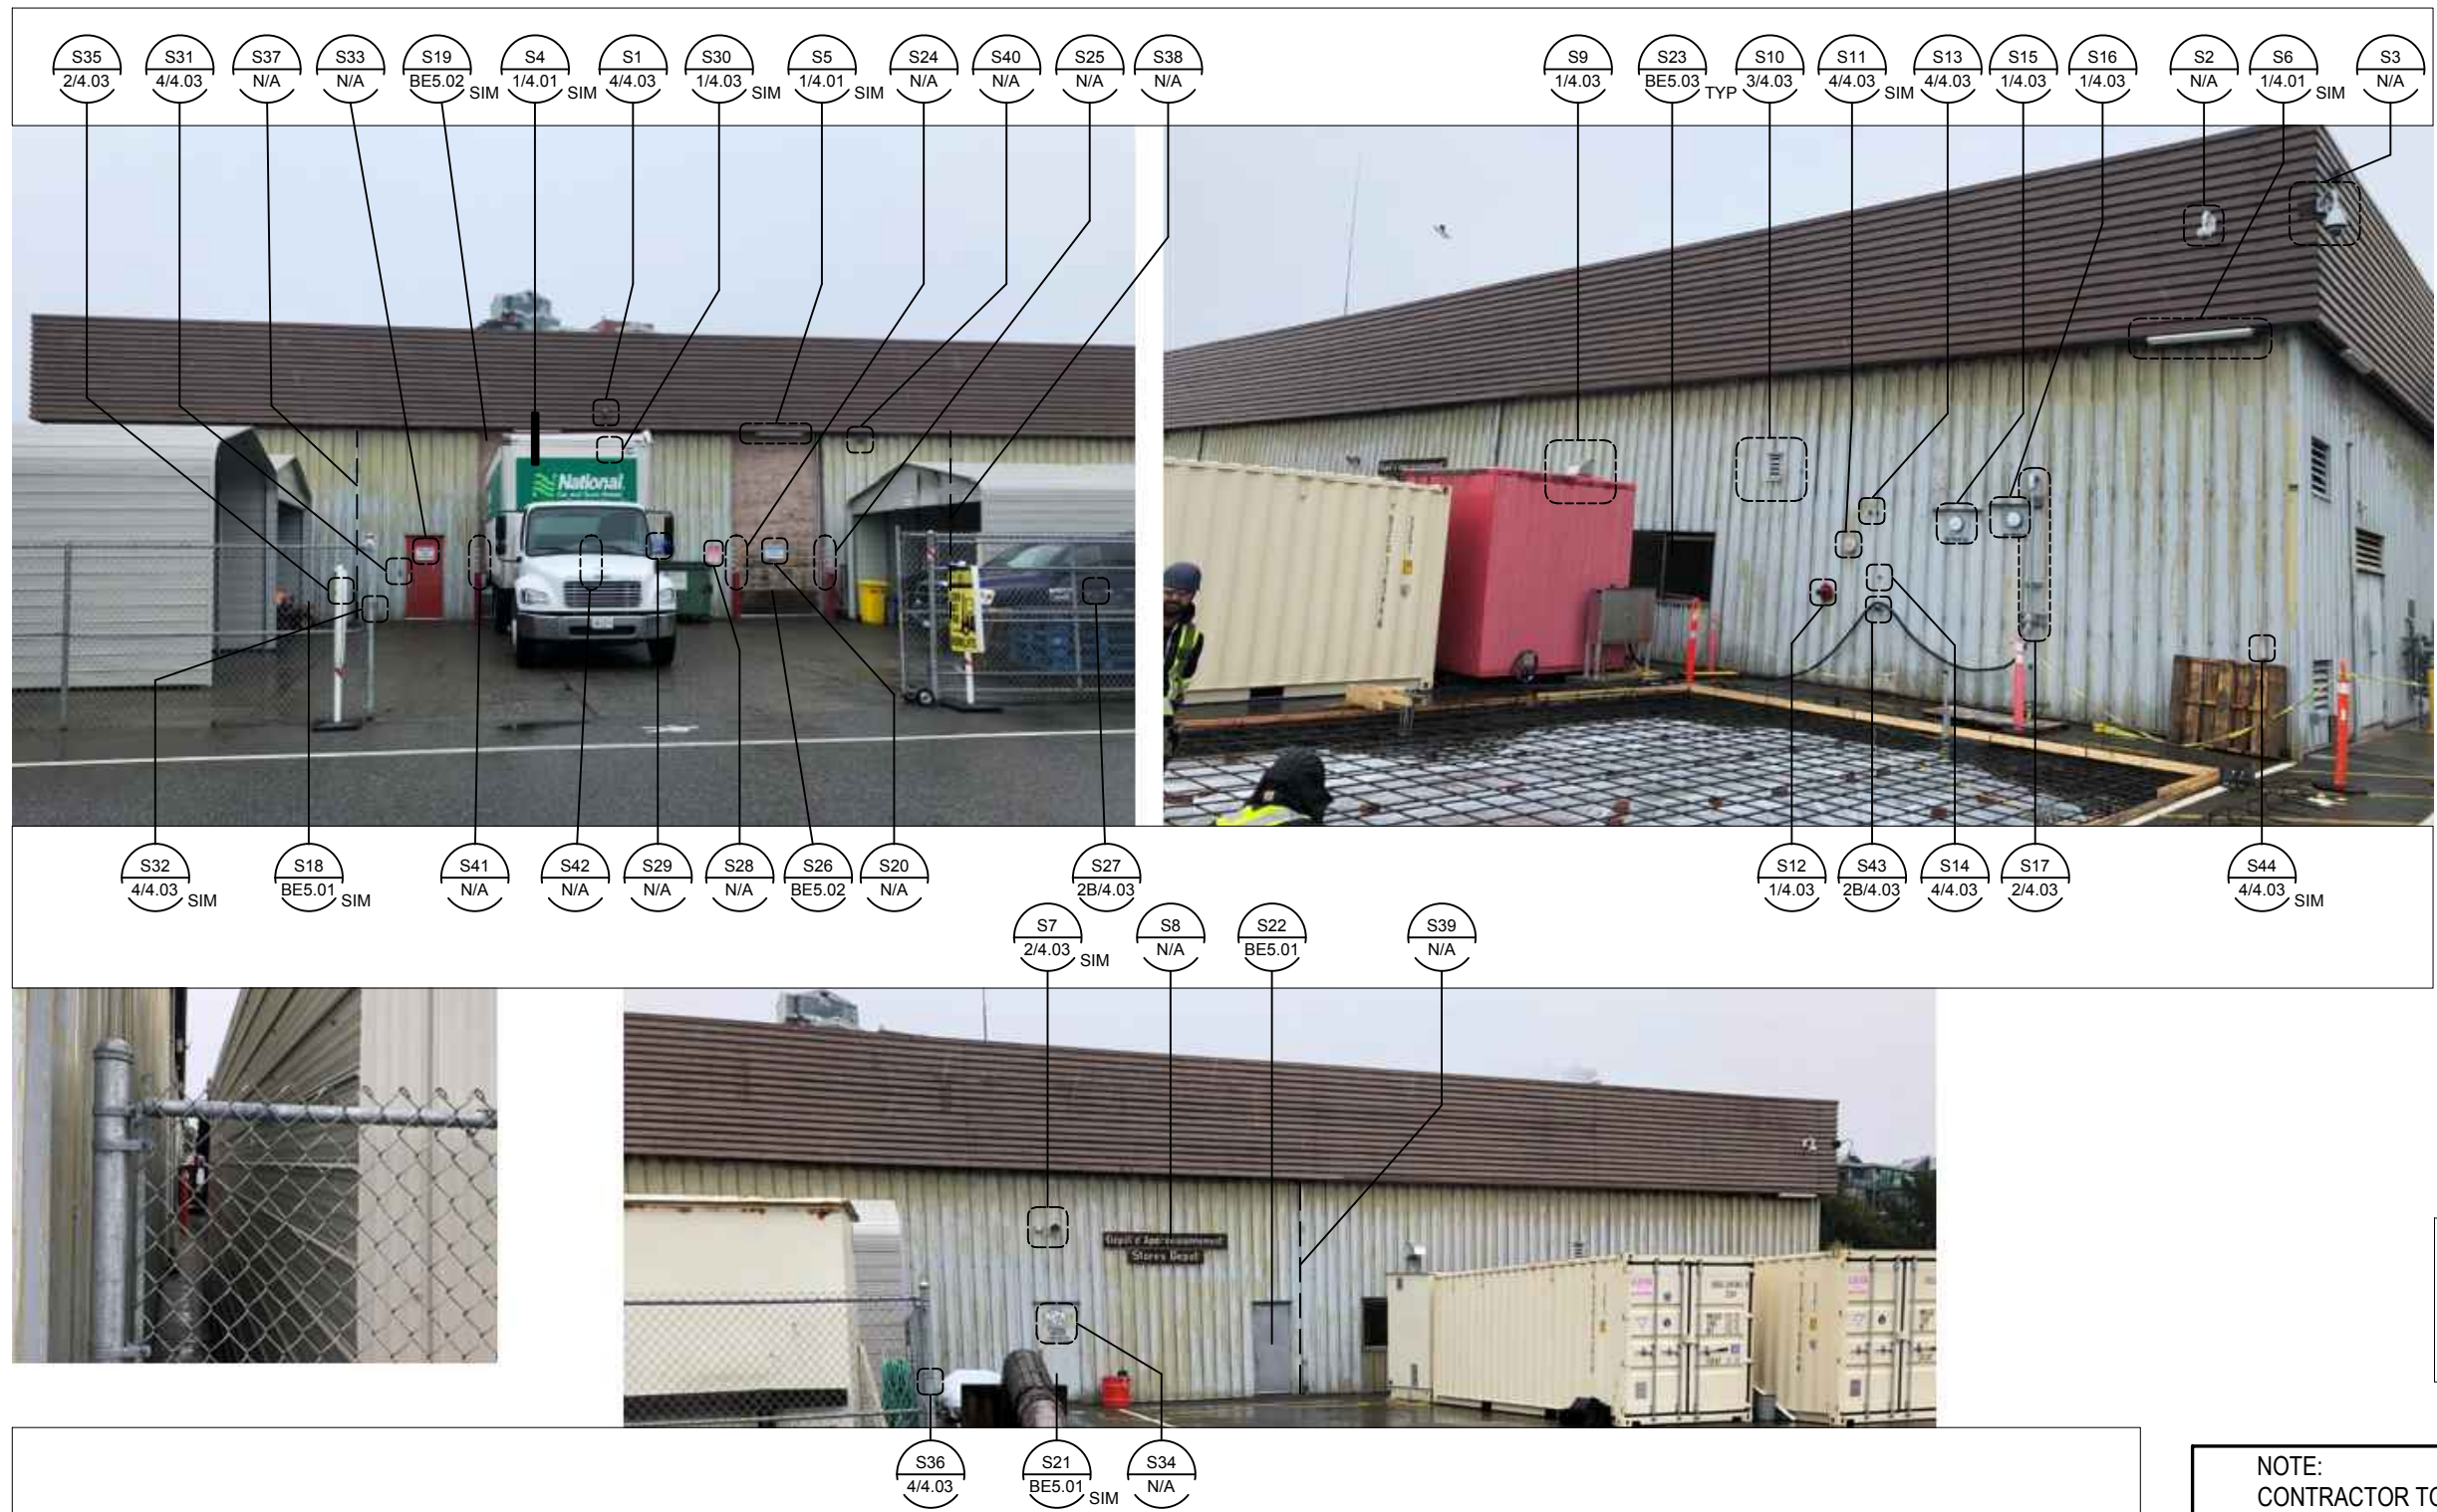 S35
2/4.03
S31
4/4.03
S37
N/A
S33
N/A
S19
BE5.02
SIM
S4
1/4.01
SIM
S1
4/4.03
S30
1/4.03
SIM
S5
1/4.01
SIM
S24
N/A
S40
N/A
S25
N/A
S38
N/A
S9
1/4.03
S23
BE5.03
TYP
S10
3/4.03
S11
4/4.03
SIM
S13
4/4.03
S15
1/4.03
S16
1/4.03
S2
N/A
S6
1/4.01
SIM
S3
N/A
National
S32
4/4.03
SIM
S18
BE5.01
SIM
S41
N/A
S42
N/A
S29
N/A
S28
N/A
S26
BE5.02
S20
N/A
S27
2B/4.03
S12
1/4.03
S43
2B/4.03
S14
4/4.03
S17
2/4.03
S44
4/4.03
SIM
S7
2/4.03
SIM
S8
N/A
S22
BE5.01
S39
N/A
Dépôt d'Approvisionnement
Stores Depot
S36
4/4.03
S21
BE5.01
SIM
S34
N/A
NOTE:
CONTRACTOR TO